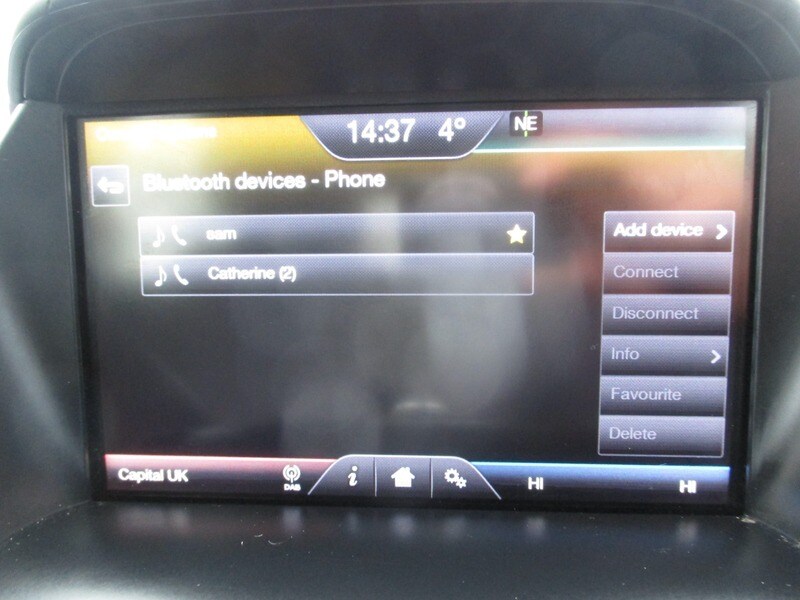 14:37 4° NE
Bluetooth devices - Phone
sam
Catherine (2)
Add device
Connect
Disconnect
Info
Favourite
Delete
Capital UK DAB i HI HI